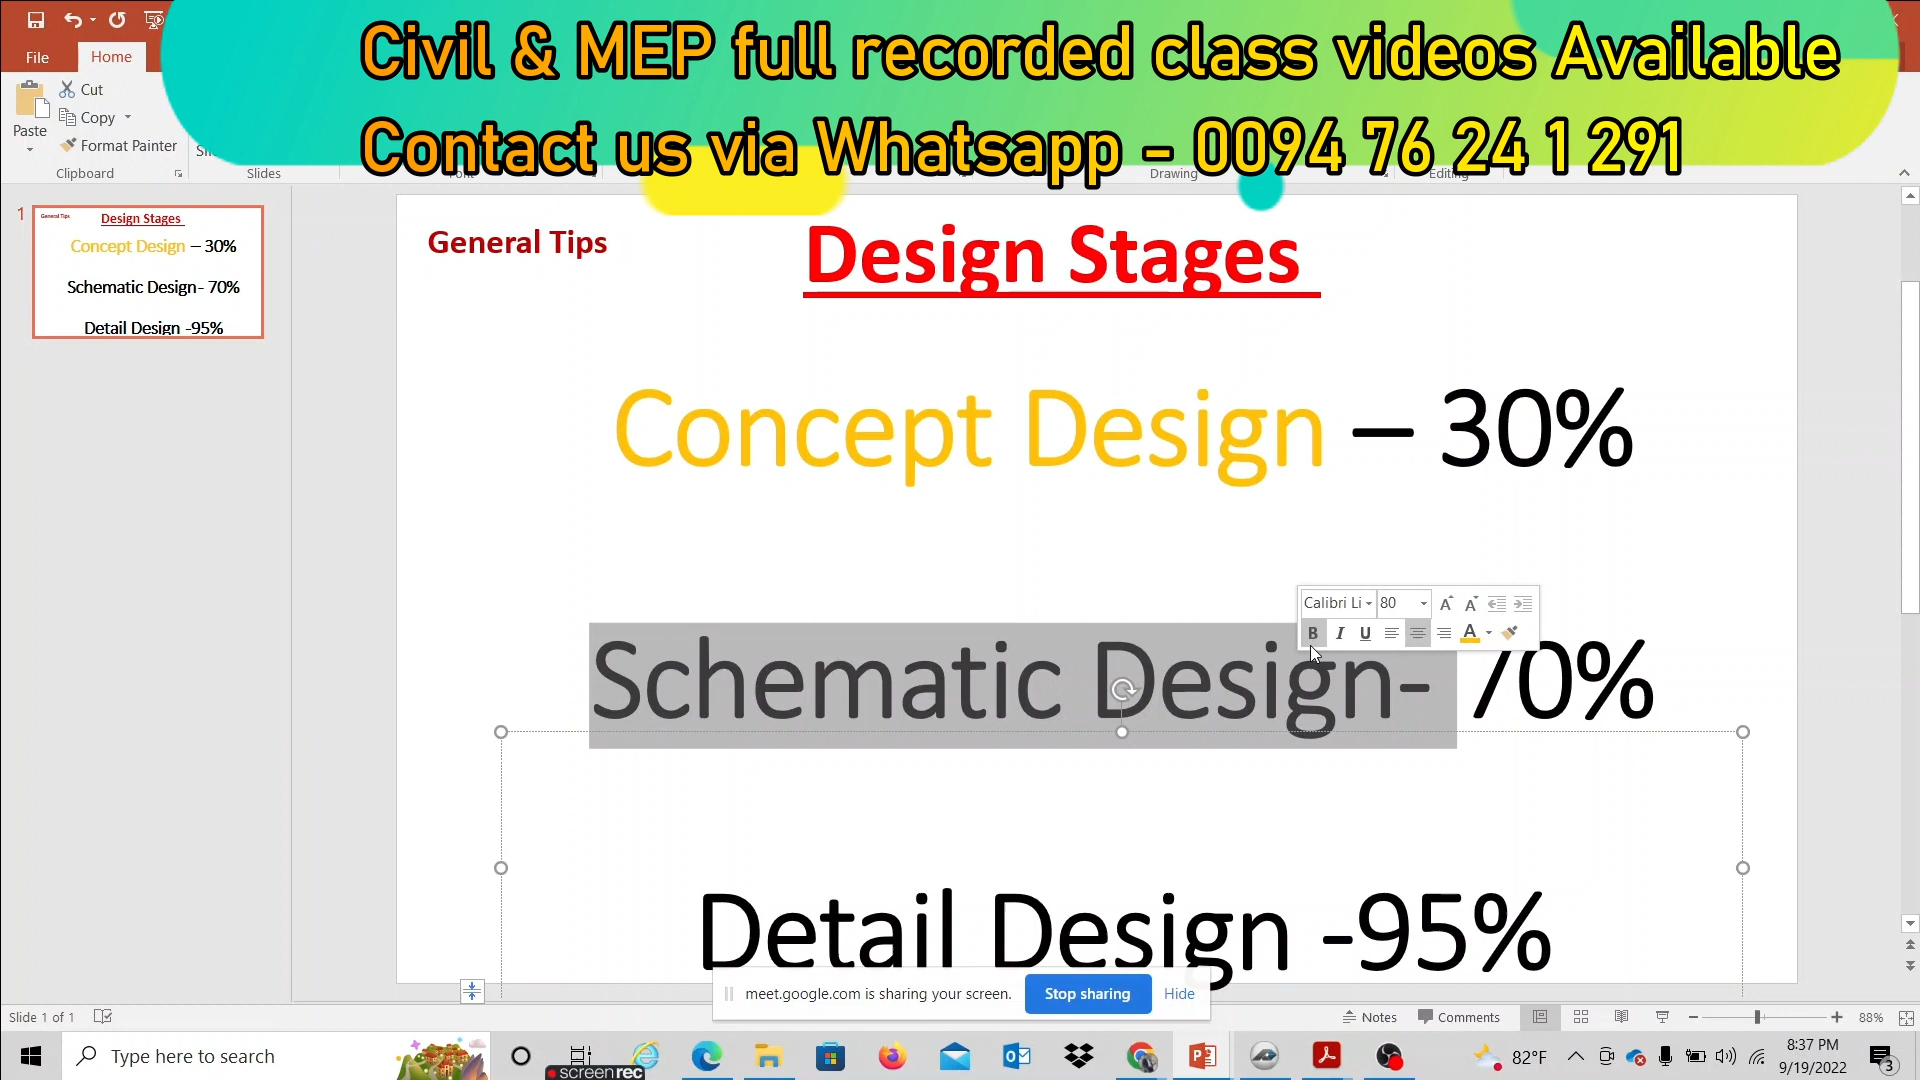 Civil & MEP full recorded class videos Available
Contact us via Whatsapp - 0094 76 24 1 291
File
Home
Cut
Copy
Paste
Format Painter
Clipboard
Slides
Drawing
Editing
1
General Tips
Design Stages
Concept Design – 30%
Schematic Design- 70%
Detail Design -95%
General Tips
Design Stages
Concept Design – 30%
Calibri Li
80
A A
B I U A
Schematic Design- 70%
Detail Design -95%
meet.google.com is sharing your screen.
Stop sharing
Hide
Slide 1 of 1
Notes
Comments
88%
Type here to search
screenrec
82°F
8:37 PM
9/19/2022
3